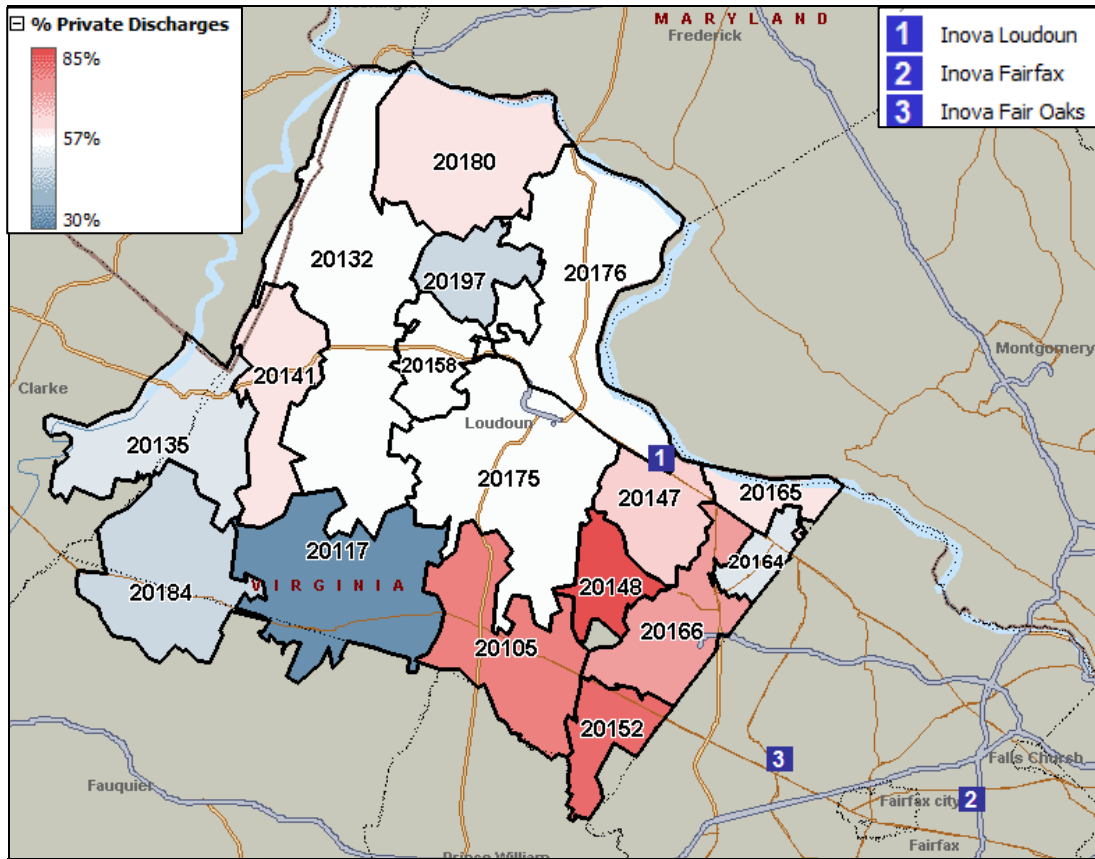 % Private Discharges
85%
57%
30%
MARYLAND
Frederick
1 Inova Loudoun
2 Inova Fairfax
3 Inova Fair Oaks
20180
20132
20197
20176
Montgomery
20158
20141
Clarke
Loudoun
20135
1
20175
20165
20147
20117
20164
VIRGINIA
20148
20184
20166
20105
20152
3
Falls Church
Fauquier
Fairfax city
2
Fairfax
Prince William